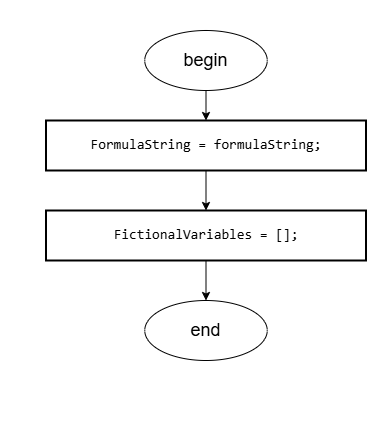 begin
FormulaString = formulaString;
FictionalVariables = [];
end